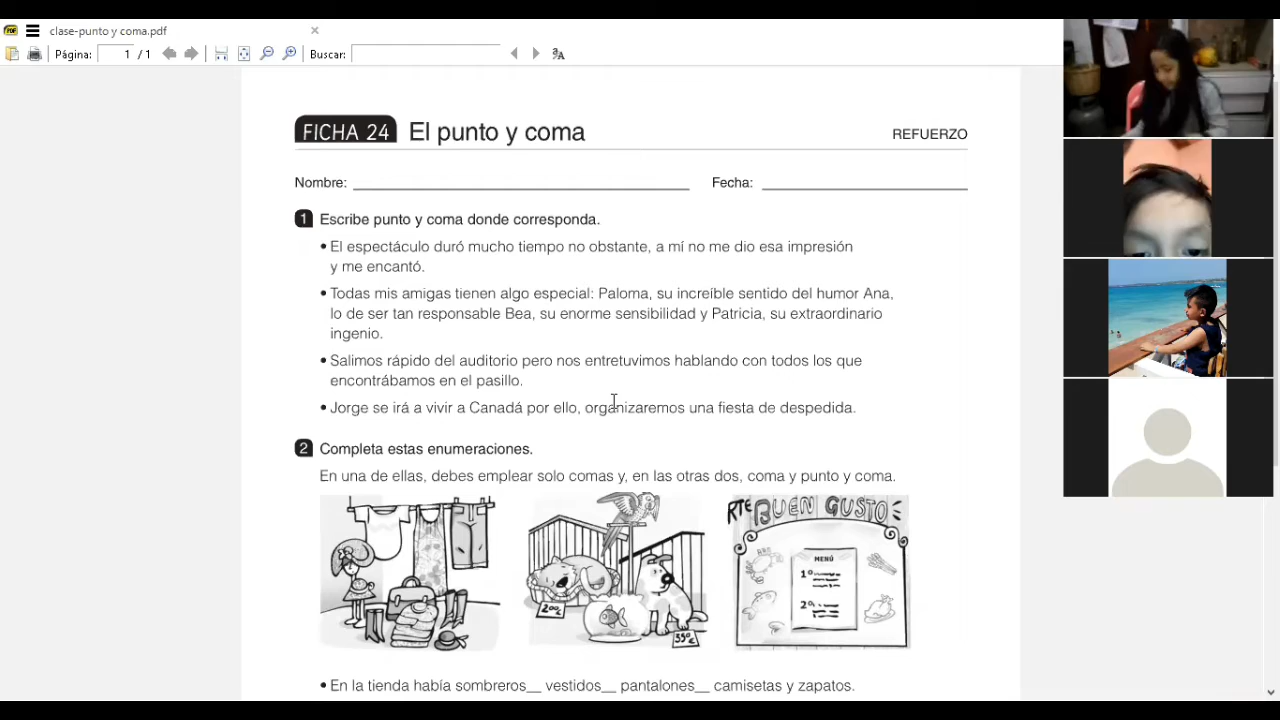 clase-punto y coma.pdf
Página: 1 / 1 Buscar:
FICHA 24 El punto y coma REFUERZO
Nombre: Fecha:
1 Escribe punto y coma donde corresponda.
• El espectáculo duró mucho tiempo no obstante, a mí no me dio esa impresión
y me encantó.
• Todas mis amigas tienen algo especial: Paloma, su increíble sentido del humor Ana,
lo de ser tan responsable Bea, su enorme sensibilidad y Patricia, su extraordinario
ingenio.
• Salimos rápido del auditorio pero nos entretuvimos hablando con todos los que
encontrábamos en el pasillo.
• Jorge se irá a vivir a Canadá por ello, organizaremos una fiesta de despedida.
2 Completa estas enumeraciones.
En una de ellas, debes emplear solo comas y, en las otras dos, coma y punto y coma.
RTE BUEN GUSTO
MENÚ
1º
2º
200€
350€
• En la tienda había sombreros__ vestidos__ pantalones__ camisetas y zapatos.